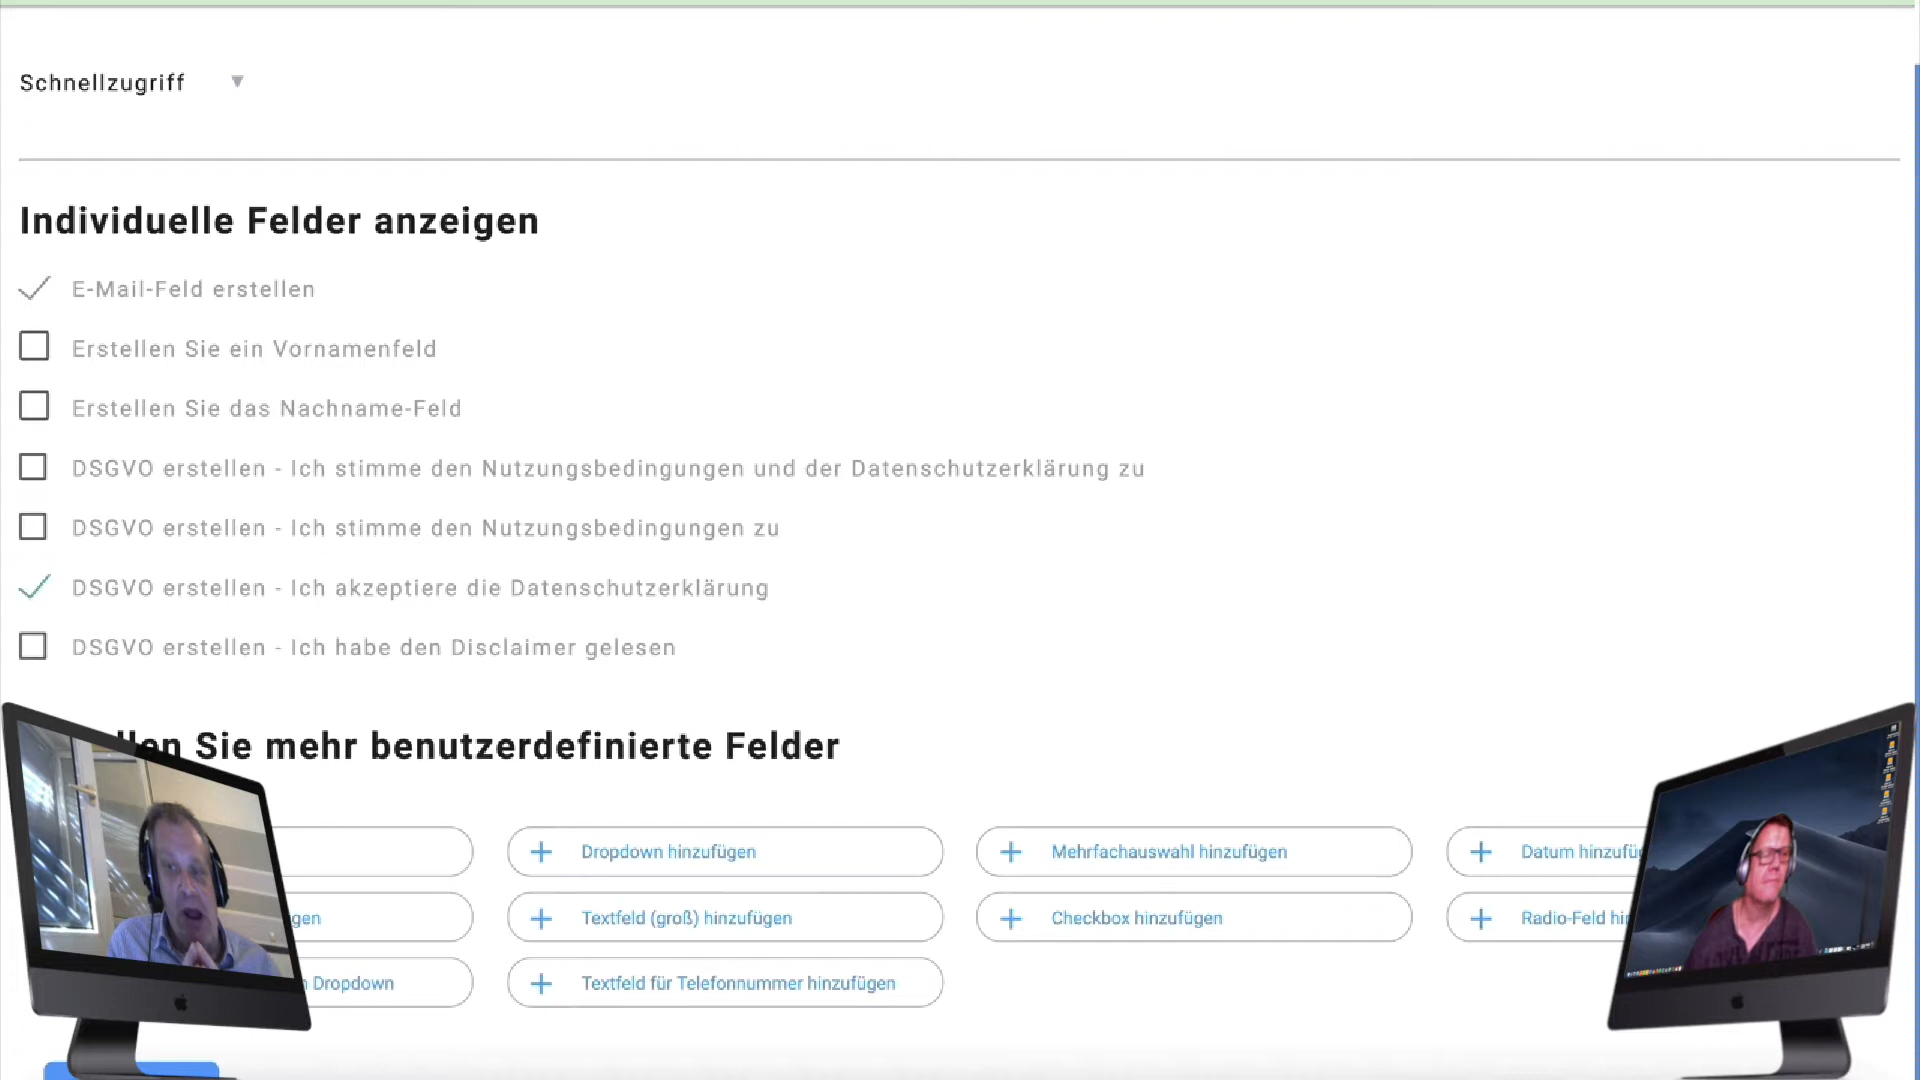 Schnellzugriff
Individuelle Felder anzeigen
E-Mail-Feld erstellen
Erstellen Sie ein Vornamenfeld
Erstellen Sie das Nachname-Feld
DSGVO erstellen - Ich stimme den Nutzungsbedingungen und der Datenschutzerklärung zu
DSGVO erstellen - Ich stimme den Nutzungsbedingungen zu
DSGVO erstellen - Ich akzeptiere die Datenschutzerklärung
DSGVO erstellen - Ich habe den Disclaimer gelesen
Sie mehr benutzerdefinierte Felder
Dropdown hinzufügen
Mehrfachauswahl hinzufügen
Datum
Textfeld (groß) hinzufügen
Checkbox hinzufügen
Radio-Feld
Dropdown
Textfeld für Telefonnummer hinzufügen